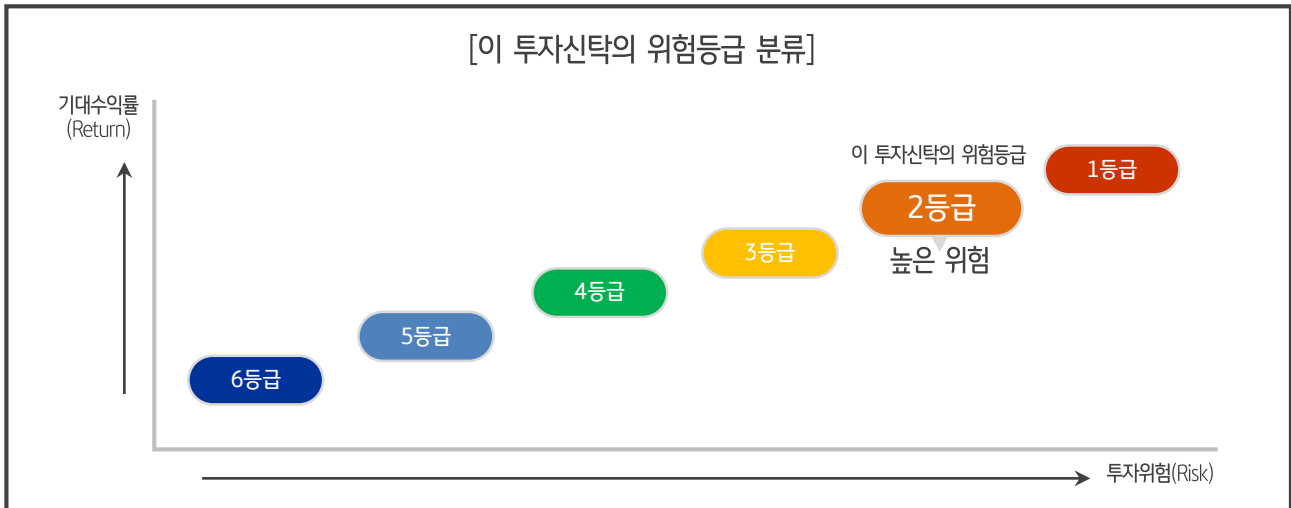 [이 투자신탁의 위험등급 분류]
기대수익률
(Return)
이 투자신탁의 위험등급
1등급
2등급
높은 위험
3등급
4등급
5등급
6등급
투자위험(Risk)